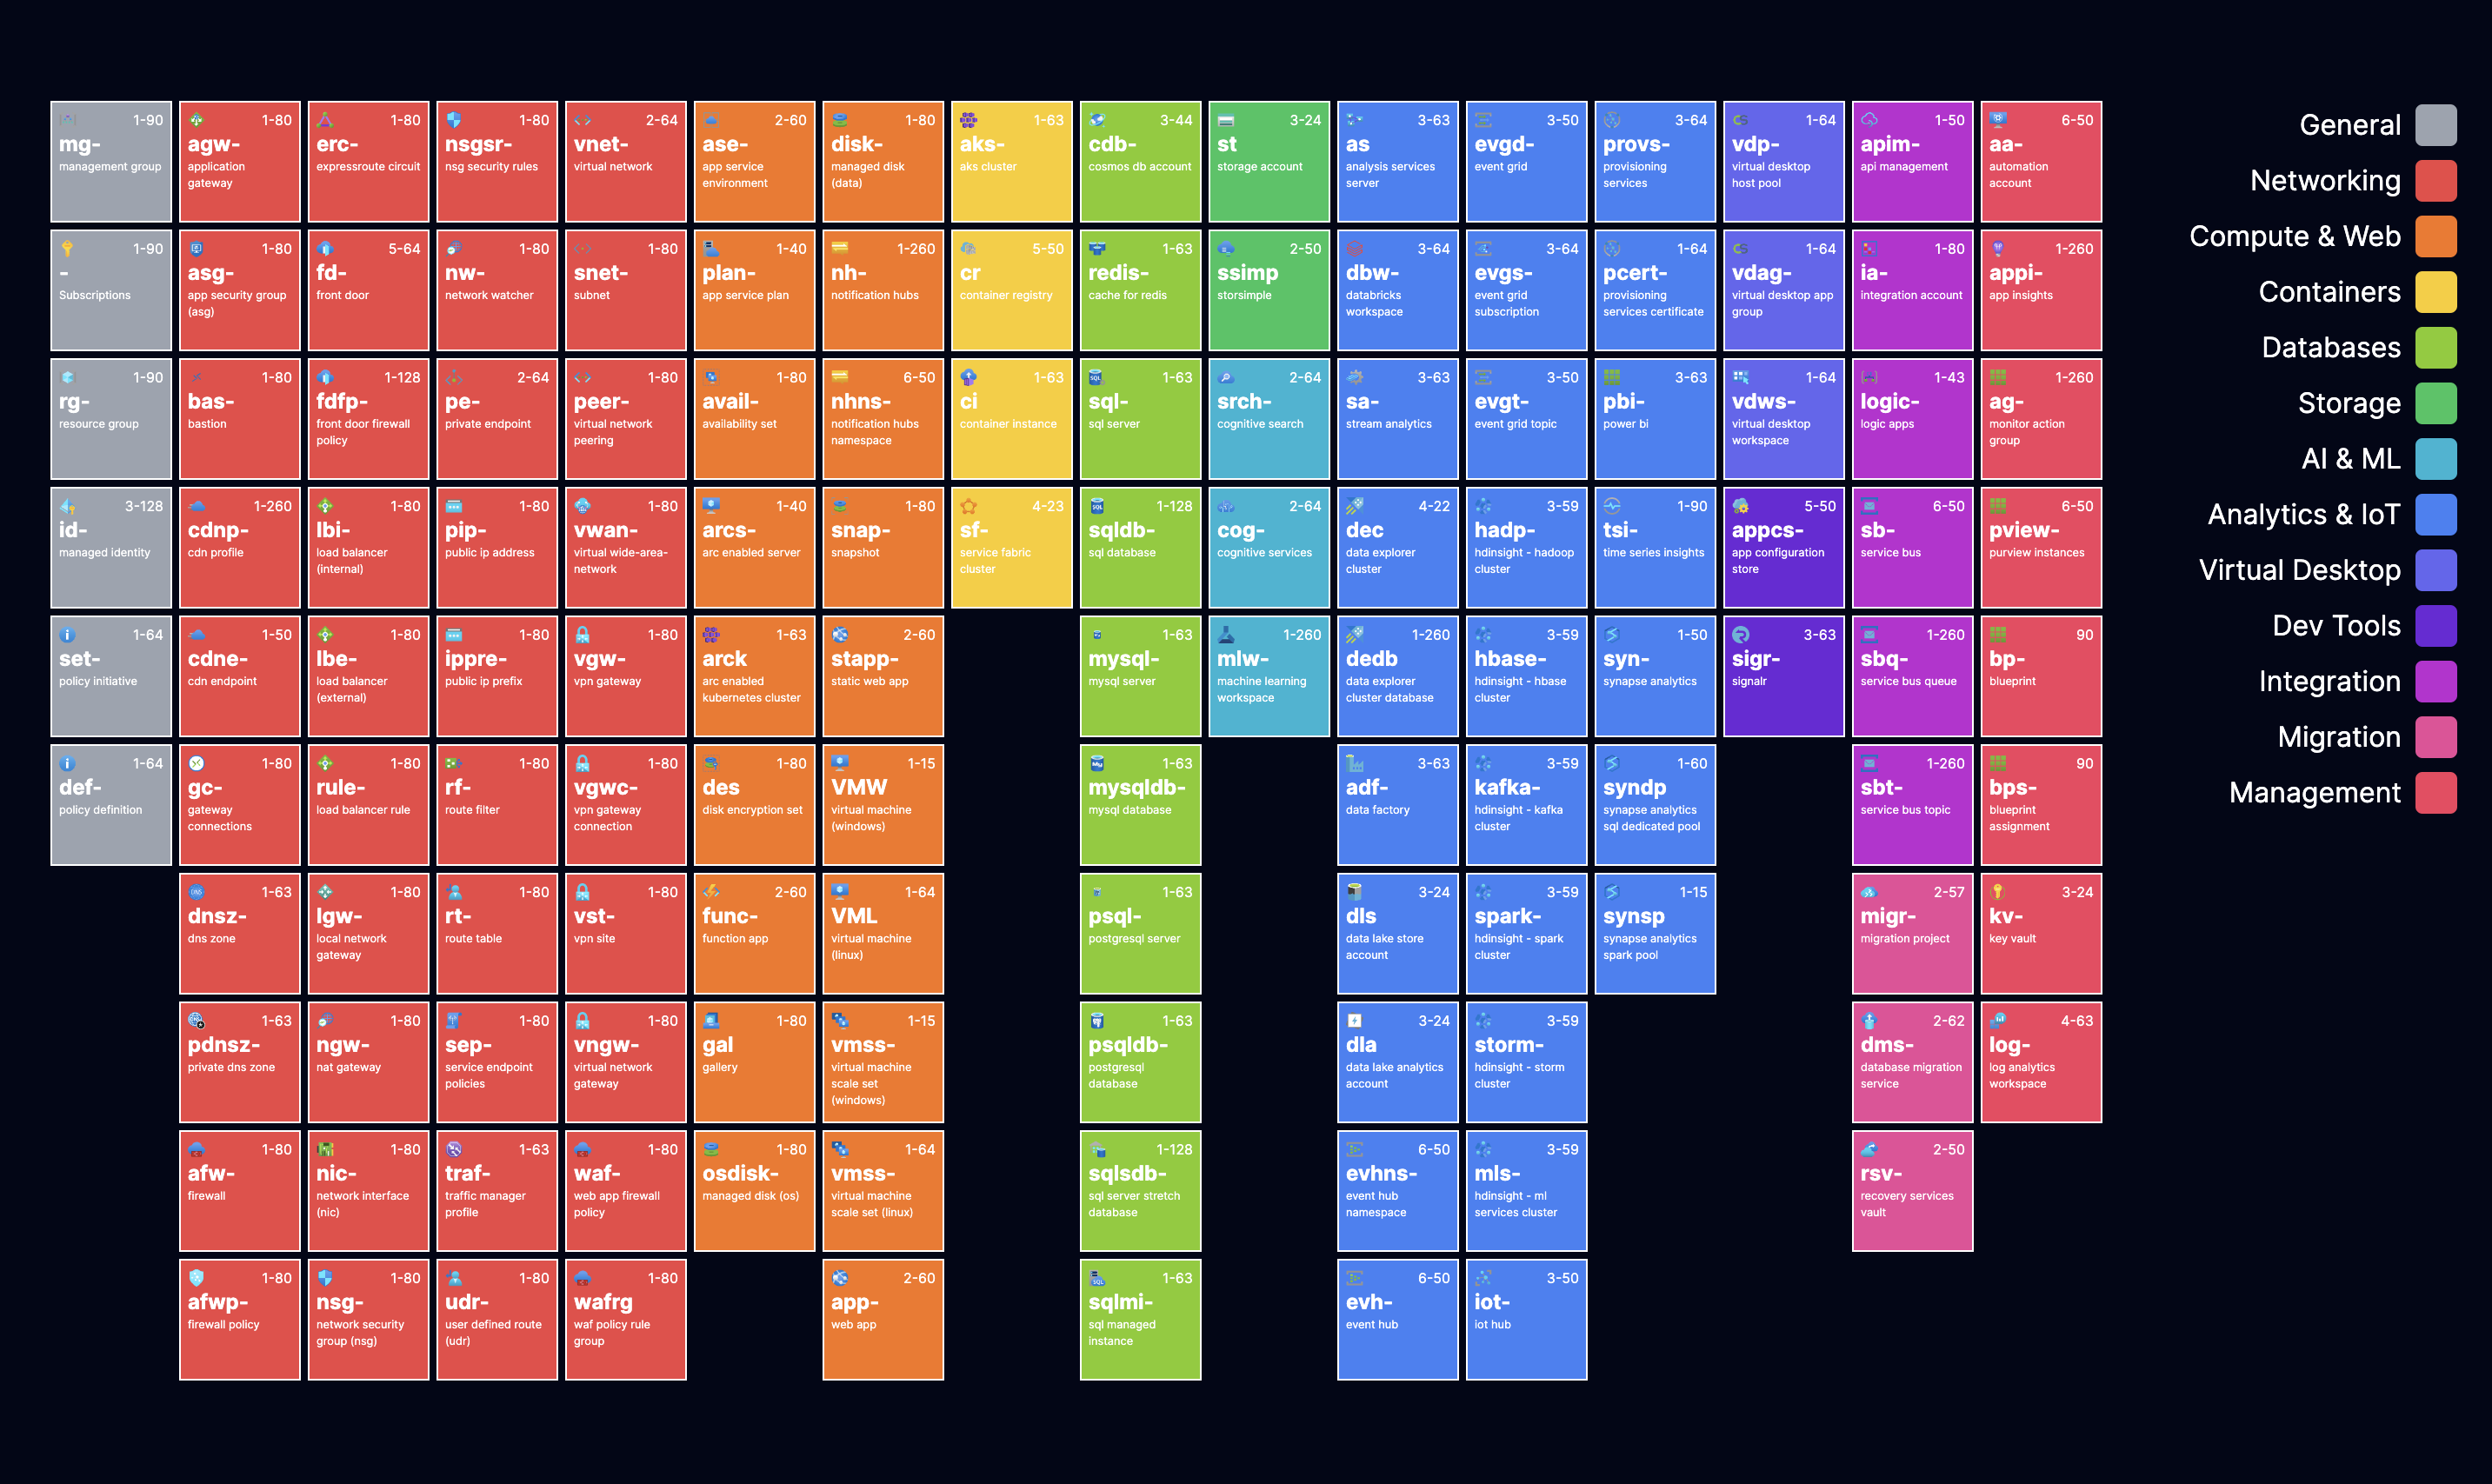 1-90
mg-
management group
1-80
agw-
application
gateway
1-80
erc-
expressroute circuit
1-80
nsgsr-
nsg security rules
2-64
vnet-
virtual network
2-60
ase-
app service
environment
1-80
disk-
managed disk
(data)
1-63
aks-
aks cluster
3-44
cdb-
cosmos db account
3-24
st
storage account
3-63
as
analysis services
server
3-50
evgd-
event grid
3-64
provs-
provisioning
services
1-64
vdp-
virtual desktop
host pool
1-50
apim-
api management
6-50
aa-
automation
account
1-90
-
Subscriptions
1-80
asg-
app security group
(asg)
5-64
fd-
front door
1-80
nw-
network watcher
1-80
snet-
subnet
1-40
plan-
app service plan
1-260
nh-
notification hubs
5-50
cr
container registry
1-63
redis-
cache for redis
2-50
ssimp
storsimple
3-64
dbw-
databricks
workspace
3-64
evgs-
event grid
subscription
1-64
pcert-
provisioning
services certificate
1-64
vdag-
virtual desktop app
group
1-80
ia-
integration account
1-260
appi-
app insights
1-90
rg-
resource group
1-80
bas-
bastion
1-128
fdfp-
front door firewall
policy
2-64
pe-
private endpoint
1-80
peer-
virtual network
peering
1-80
avail-
availability set
6-50
nhns-
notification hubs
namespace
1-63
ci
container instance
1-63
sql-
sql server
2-64
srch-
cognitive search
3-63
sa-
stream analytics
3-50
evgt-
event grid topic
3-63
pbi-
power bi
1-64
vdws-
virtual desktop
workspace
1-43
logic-
logic apps
1-260
ag-
monitor action
group
3-128
id-
managed identity
1-260
cdnp-
cdn profile
1-80
lbi-
load balancer
(internal)
1-80
pip-
public ip address
1-80
vwan-
virtual wide-area-
network
1-40
arcs-
arc enabled server
1-80
snap-
snapshot
4-23
sf-
service fabric
cluster
1-128
sqldb-
sql database
2-64
cog-
cognitive services
4-22
dec
data explorer
cluster
3-59
hadp-
hdinsight - hadoop
cluster
1-90
tsi-
time series insights
5-50
appcs-
app configuration
store
6-50
sb-
service bus
6-50
pview-
purview instances
1-64
set-
policy initiative
1-50
cdne-
cdn endpoint
1-80
lbe-
load balancer
(external)
1-80
ippre-
public ip prefix
1-80
vgw-
vpn gateway
1-63
arck
arc enabled
kubernetes cluster
2-60
stapp-
static web app
1-63
mysql-
mysql server
1-260
mlw-
machine learning
workspace
1-260
dedb
data explorer
cluster database
3-59
hbase-
hdinsight - hbase
cluster
1-50
syn-
synapse analytics
3-63
sigr-
signalr
1-260
sbq-
service bus queue
90
bp-
blueprint
1-64
def-
policy definition
1-80
gc-
gateway
connections
1-80
rule-
load balancer rule
1-80
rf-
route filter
1-80
vgwc-
vpn gateway
connection
1-80
des
disk encryption set
1-15
VMW
virtual machine
(windows)
1-63
mysqldb-
mysql database
3-63
adf-
data factory
3-59
kafka-
hdinsight - kafka
cluster
1-60
syndp
synapse analytics
sql dedicated pool
1-260
sbt-
service bus topic
90
bps-
blueprint
assignment
1-63
dnsz-
dns zone
1-80
lgw-
local network
gateway
1-80
rt-
route table
1-80
vst-
vpn site
2-60
func-
function app
1-64
VML
virtual machine
(linux)
1-63
psql-
postgresql server
3-24
dls
data lake store
account
3-59
spark-
hdinsight - spark
cluster
1-15
synsp
synapse analytics
spark pool
2-57
migr-
migration project
3-24
kv-
key vault
1-63
pdnsz-
private dns zone
1-80
ngw-
nat gateway
1-80
sep-
service endpoint
policies
1-80
vngw-
virtual network
gateway
1-80
gal
gallery
1-15
vmss-
virtual machine
scale set
(windows)
1-63
psqldb-
postgresql
database
3-24
dla
data lake analytics
account
3-59
storm-
hdinsight - storm
cluster
2-62
dms-
database migration
service
4-63
log-
log analytics
workspace
1-80
afw-
firewall
1-80
nic-
network interface
(nic)
1-63
traf-
traffic manager
profile
1-80
waf-
web app firewall
policy
1-80
osdisk-
managed disk (os)
1-64
vmss-
virtual machine
scale set (linux)
1-128
sqlsdb-
sql server stretch
database
6-50
evhns-
event hub
namespace
3-59
mls-
hdinsight - ml
services cluster
2-50
rsv-
recovery services
vault
1-80
afwp-
firewall policy
1-80
nsg-
network security
group (nsg)
1-80
udr-
user defined route
(udr)
1-80
wafrg
waf policy rule
group
2-60
app-
web app
1-63
sqlmi-
sql managed
instance
6-50
evh-
event hub
3-50
iot-
iot hub
General
Networking
Compute & Web
Containers
Databases
Storage
AI & ML
Analytics & IoT
Virtual Desktop
Dev Tools
Integration
Migration
Management